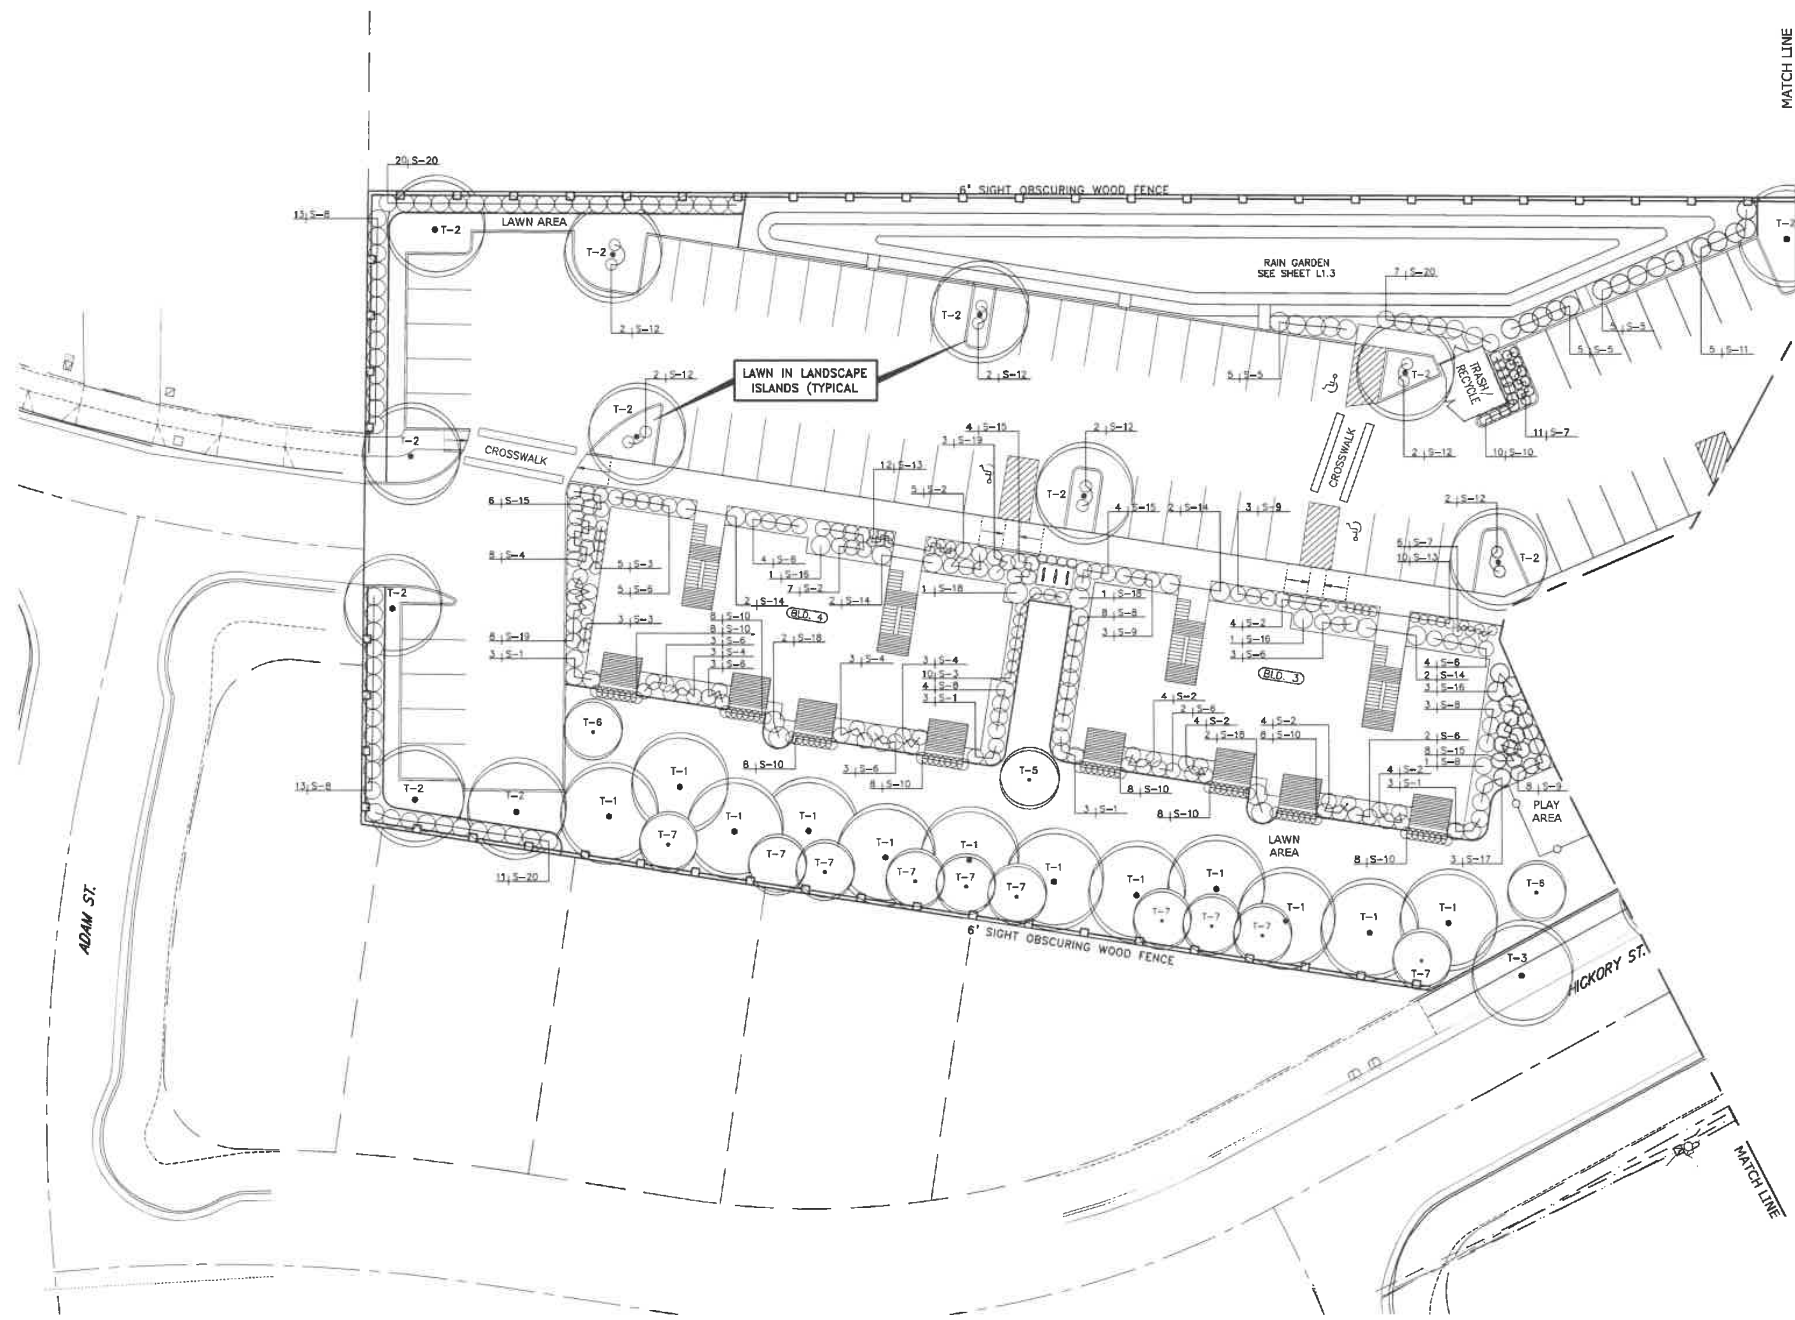 MATCH LINE
20 S-20
6' SIGHT OBSCURING WOOD FENCE
13 S-8
LAWN AREA
T-2
T-2
T-2
RAIN GARDEN
SEE SHEET L1.3
7 S-20
T-2
2 S-12
5 S-5
5 S-5
5 S-11
LAWN IN LANDSCAPE
ISLANDS (TYPICAL
2 S-12
2 S-12
5 S-5
T-2
TRASH/
RECYCLE
T-2
4 S-15
2 S-12
11 S-7
T-2
3 S-19
CROSSWALK
CROSSWALK
2 S-12
10 S-10
12 S-13
5 S-2
T-2
2 S-12
6 S-15
4 S-15
2 S-14
3 S-9
8 S-4
6 S-7
10 S-13
T-2
5 S-3
4 S-6
1 S-16
5 S-6
7 S-2
1 S-18
1 S-18
T-2
2 S-14
2 S-14
BLD. 4
8 S-10
8 S-8
3 S-3
8 S-10
4 S-2
8 S-19
3 S-6
2 S-18
3 S-9
1 S-16
3 S-4
3 S-6
3 S-1
3 S-6
3 S-4
3 S-4
4 S-6
10 S-3
BLD. 3
2 S-14
4 S-8
3 S-16
3 S-1
4 S-2
3 S-8
2 S-6
T-6
4 S-2
4 S-2
2 S-18
8 S-10
2 S-6
8 S-15
8 S-10
1 S-8
3 S-6
T-5
4 S-2
T-1
8 S-10
8 S-10
3 S-1
8 S-9
13 S-8
T-2
T-2
T-1
3 S-1
8 S-10
PLAY
AREA
T-1
T-1
T-7
LAWN
AREA
T-1
T-1
T-7
T-7
8 S-10
3 S-17
11 S-20
T-7
T-7
T-7
T-1
T-1
T-1
T-6
T-7
T-7
T-7
T-1
T-1
T-1
ADAM ST.
6' SIGHT OBSCURING WOOD FENCE
T-7
T-3
HICKORY ST.
MATCH LINE